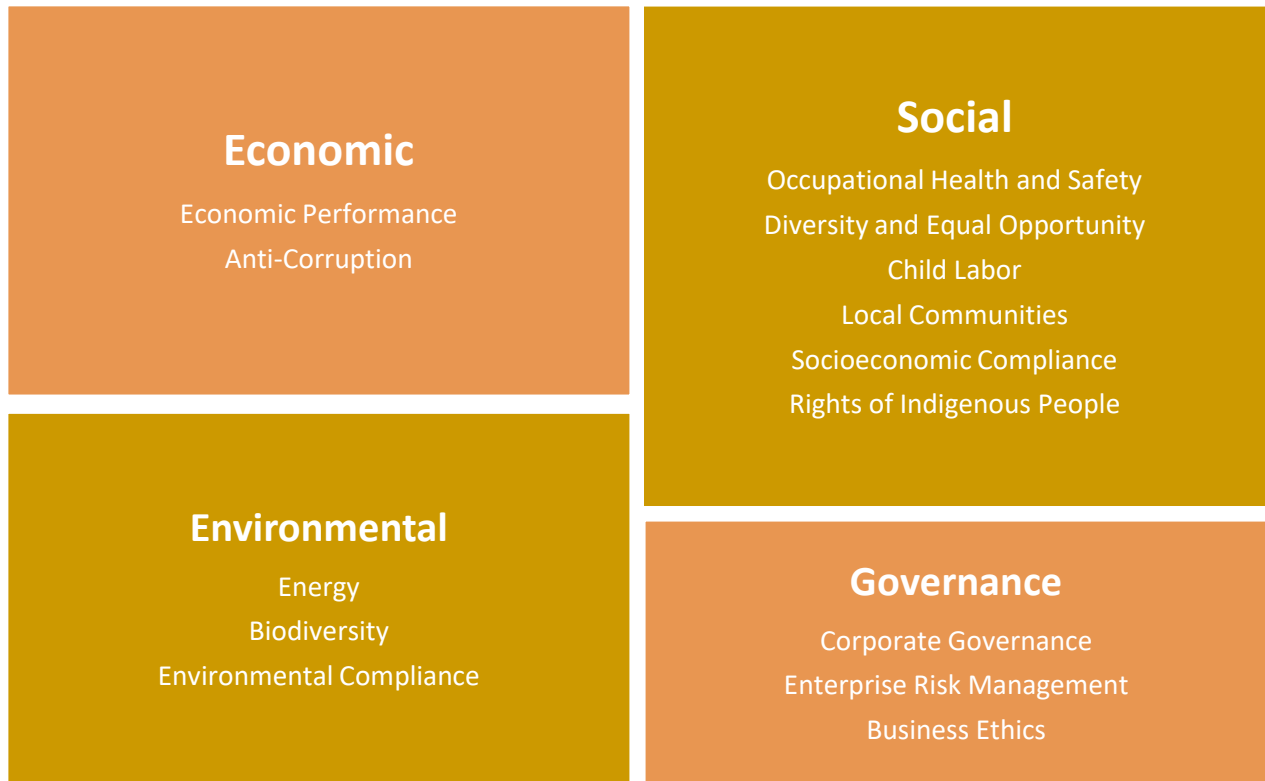 Economic
Economic Performance
Anti-Corruption
Social
Occupational Health and Safety
Diversity and Equal Opportunity
Child Labor
Local Communities
Socioeconomic Compliance
Rights of Indigenous People
Environmental
Energy
Biodiversity
Environmental Compliance
Governance
Corporate Governance
Enterprise Risk Management
Business Ethics